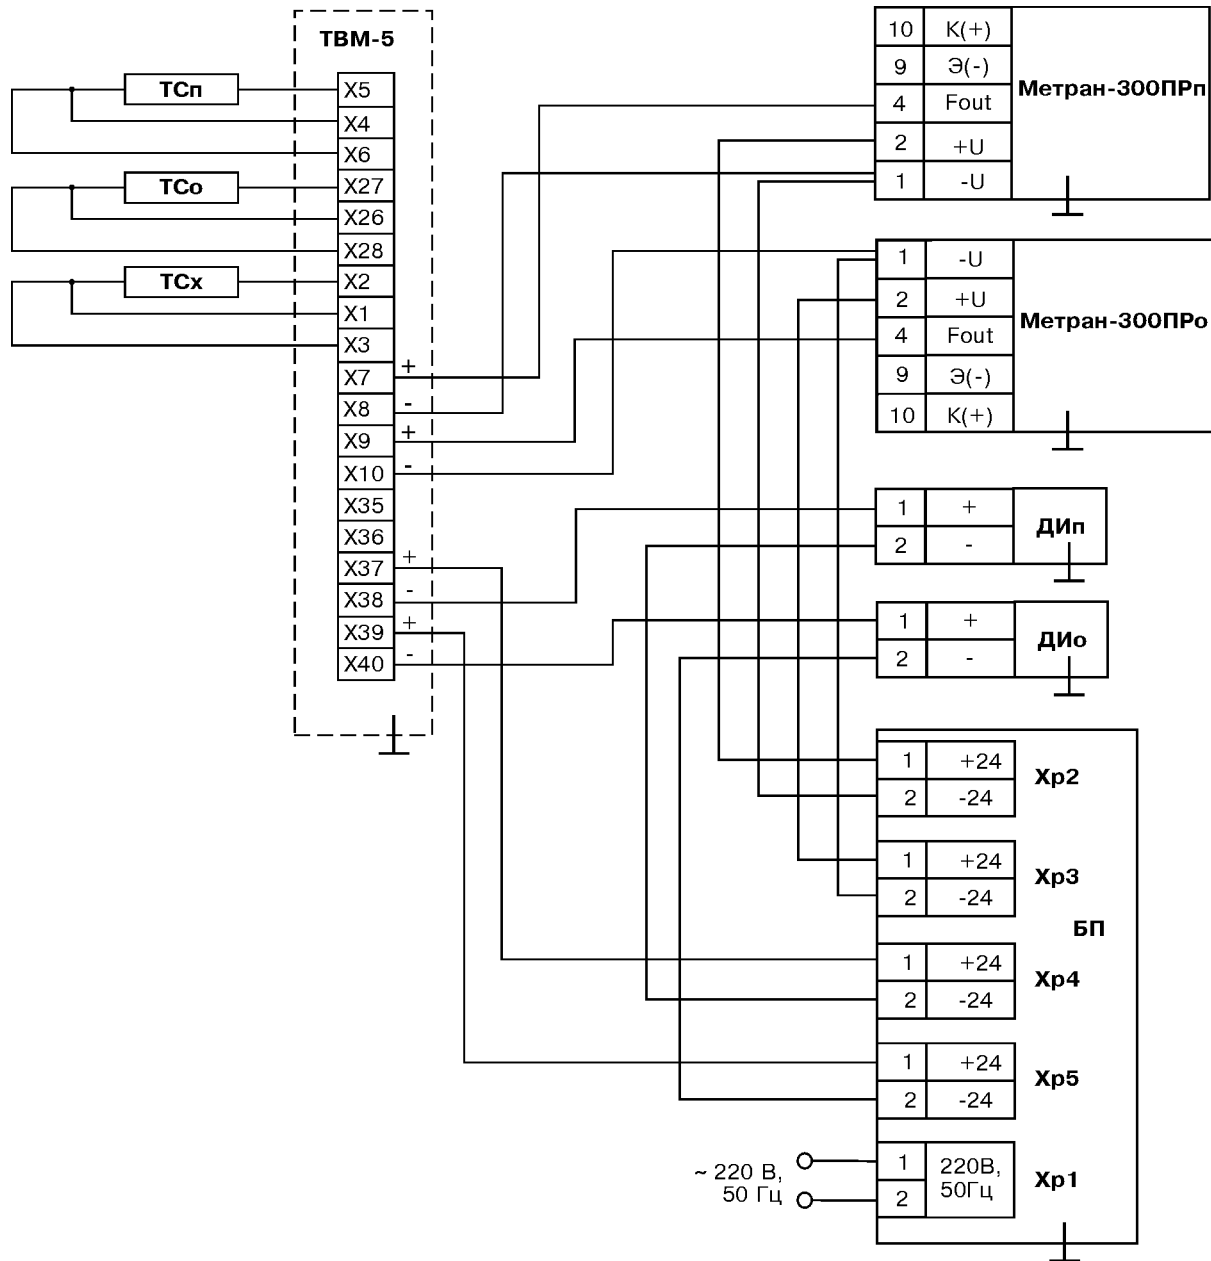 ТВМ-5
ТСп
ТСо
ТСх
X5
X4
X6
X27
X26
X28
X2
X1
X3
X7 +
X8 -
X9 +
X10 -
X35
X36
X37 +
X38 -
X39 +
X40 -
10 К(+)
9 Э(-)
4 Fout
2 +U
1 -U
Метран-300ПРп
1 -U
2 +U
4 Fout
9 Э(-)
10 К(+)
Метран-300ПРо
1 +
2 -
ДИп
1 +
2 -
ДИо
1 +24
2 -24
Хр2
1 +24
2 -24
Хр3
БП
1 +24
2 -24
Хр4
1 +24
2 -24
Хр5
~ 220 В,
50 Гц
1
2
220В,
50Гц
Хр1